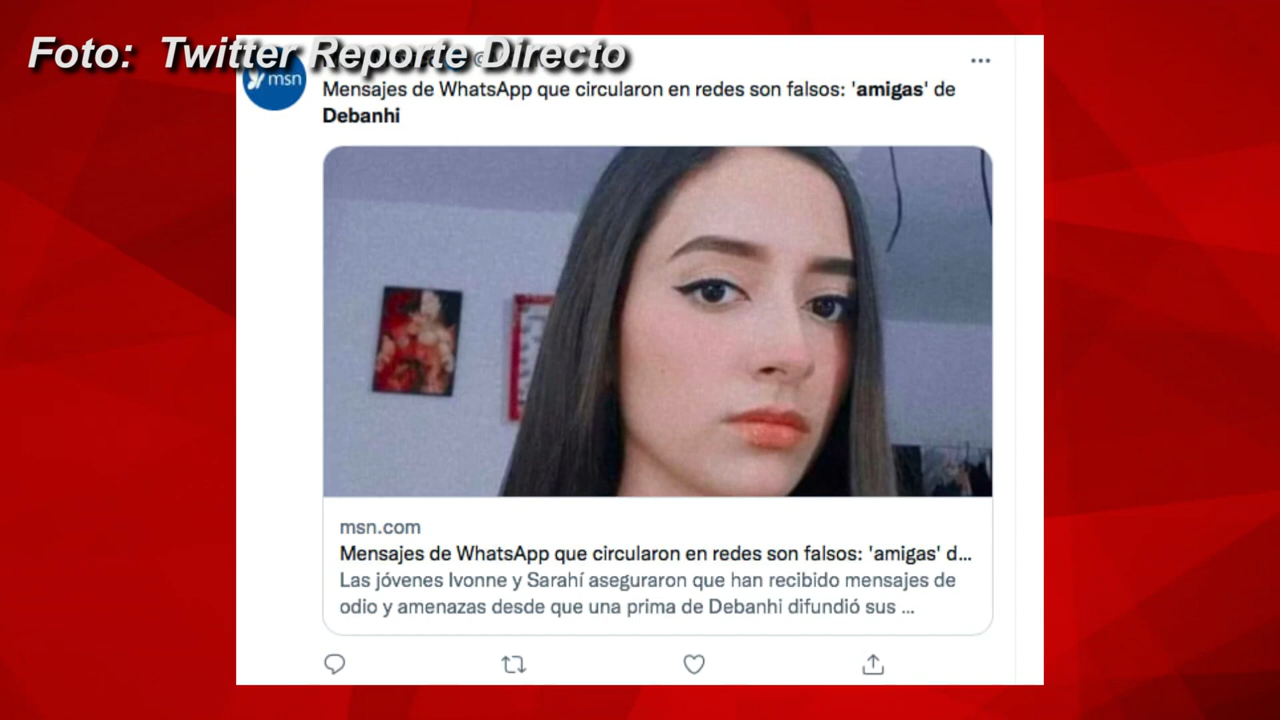 Foto: Twitter Reporte Directo
msn
Mensajes de WhatsApp que circularon en redes son falsos: 'amigas' de
Debanhi
msn.com
Mensajes de WhatsApp que circularon en redes son falsos: 'amigas' d...
Las jóvenes Ivonne y Sarahí aseguraron que han recibido mensajes de
odio y amenazas desde que una prima de Debanhi difundió sus ...